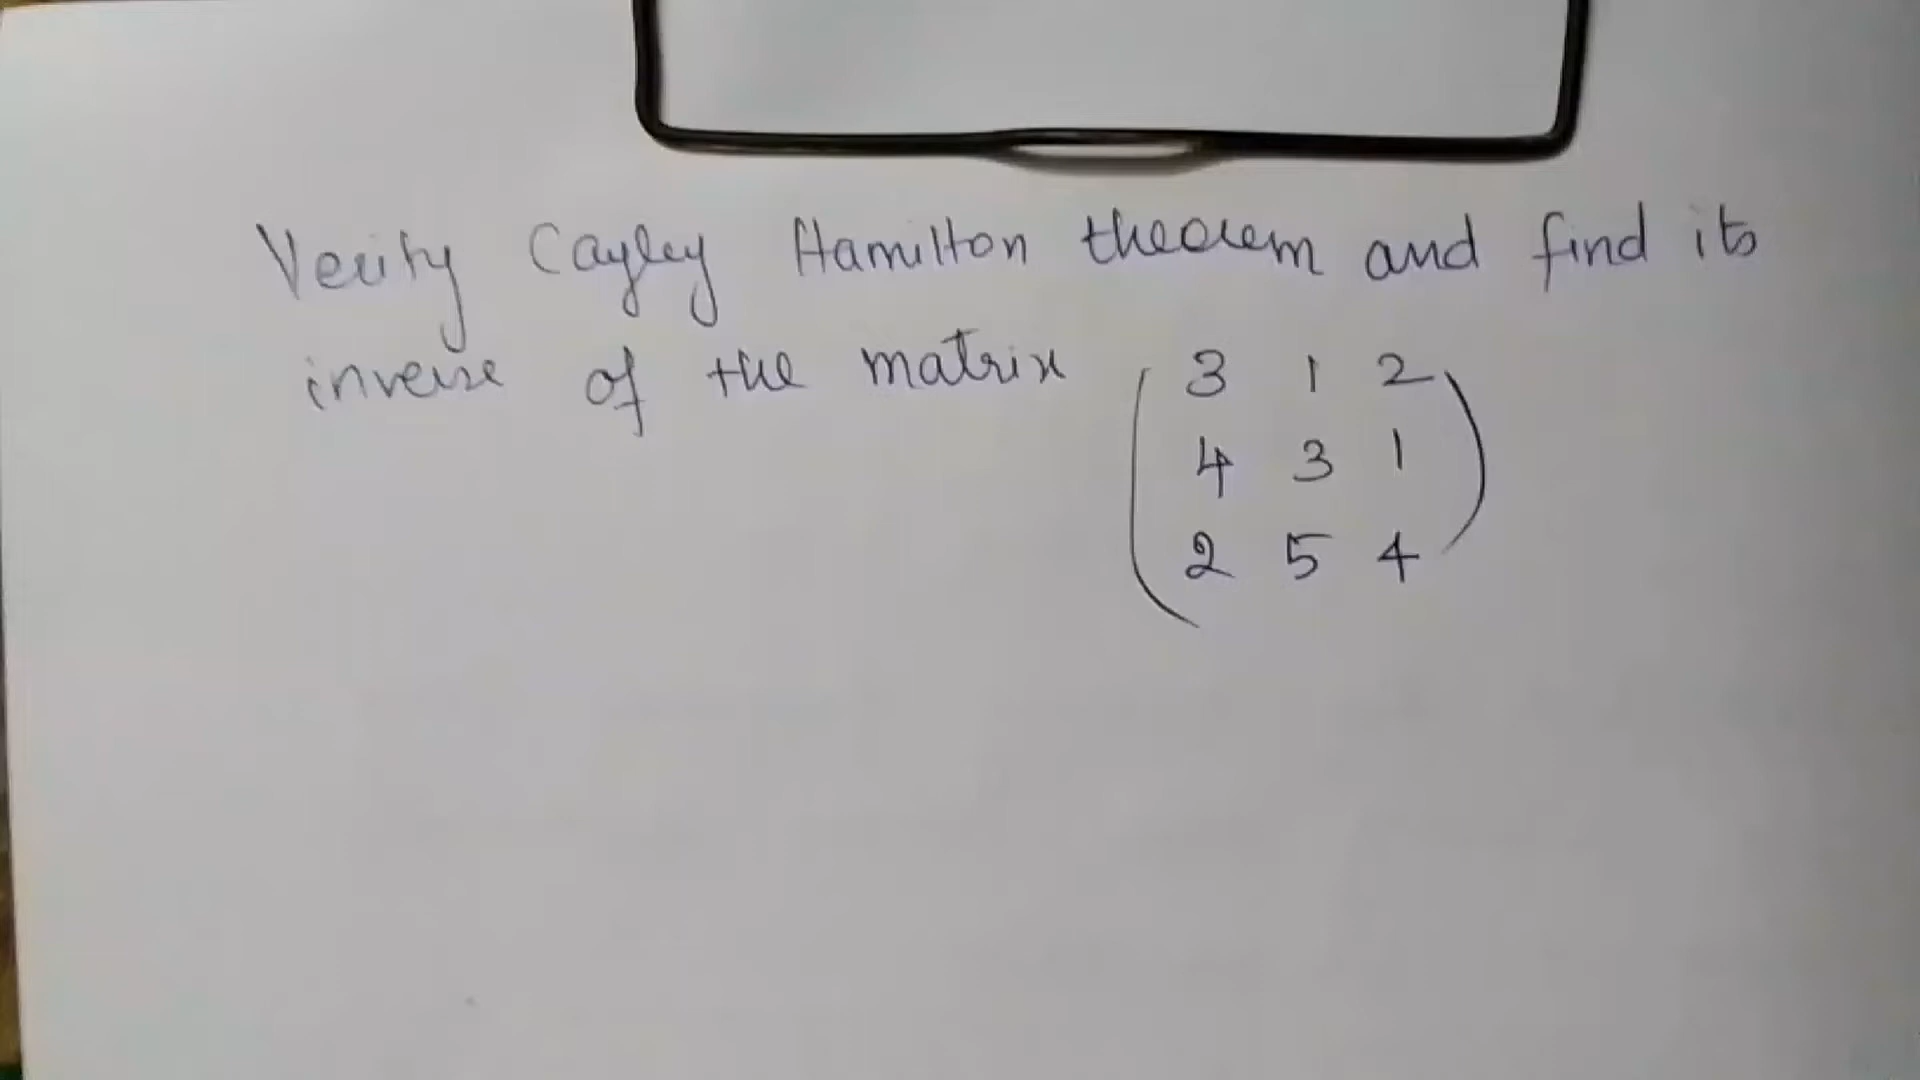 Verify Cayley Hamilton theorem and find its
inverse of the matrix
3 1 2
4 3 1
2 5 4